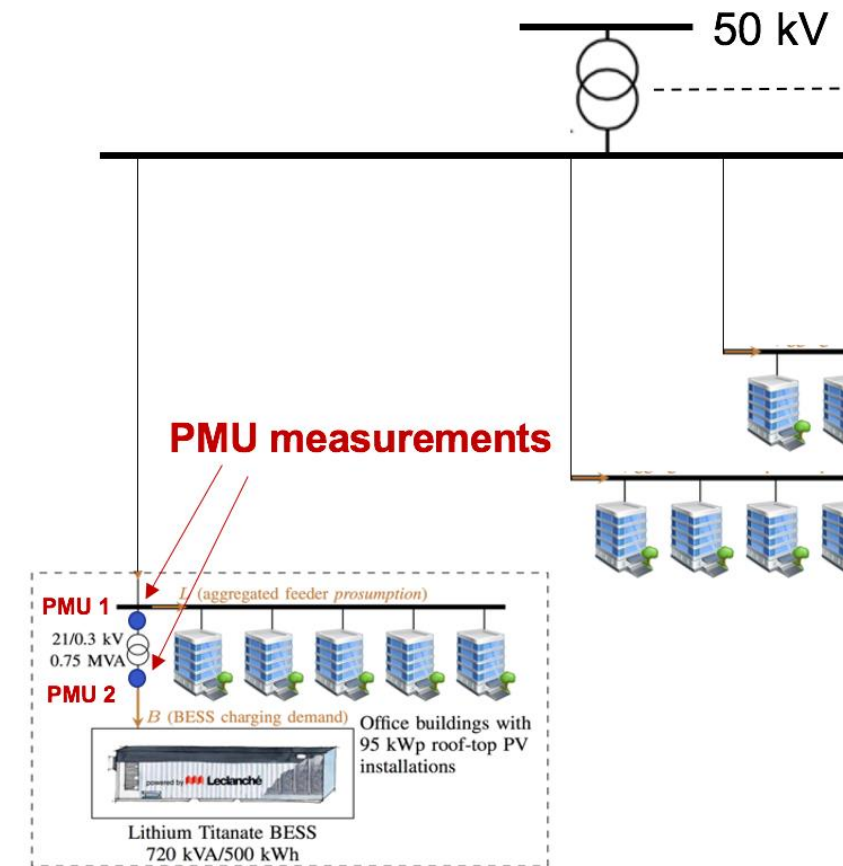 50 kV
PMU measurements
L (aggregated feeder prosumption)
PMU 1
21/0.3 kV
0.75 MVA
PMU 2
B (BESS charging demand)
Office buildings with
95 kWp roof-top PV
installations
powered by Leclanché
Lithium Titanate BESS
720 kVA/500 kWh